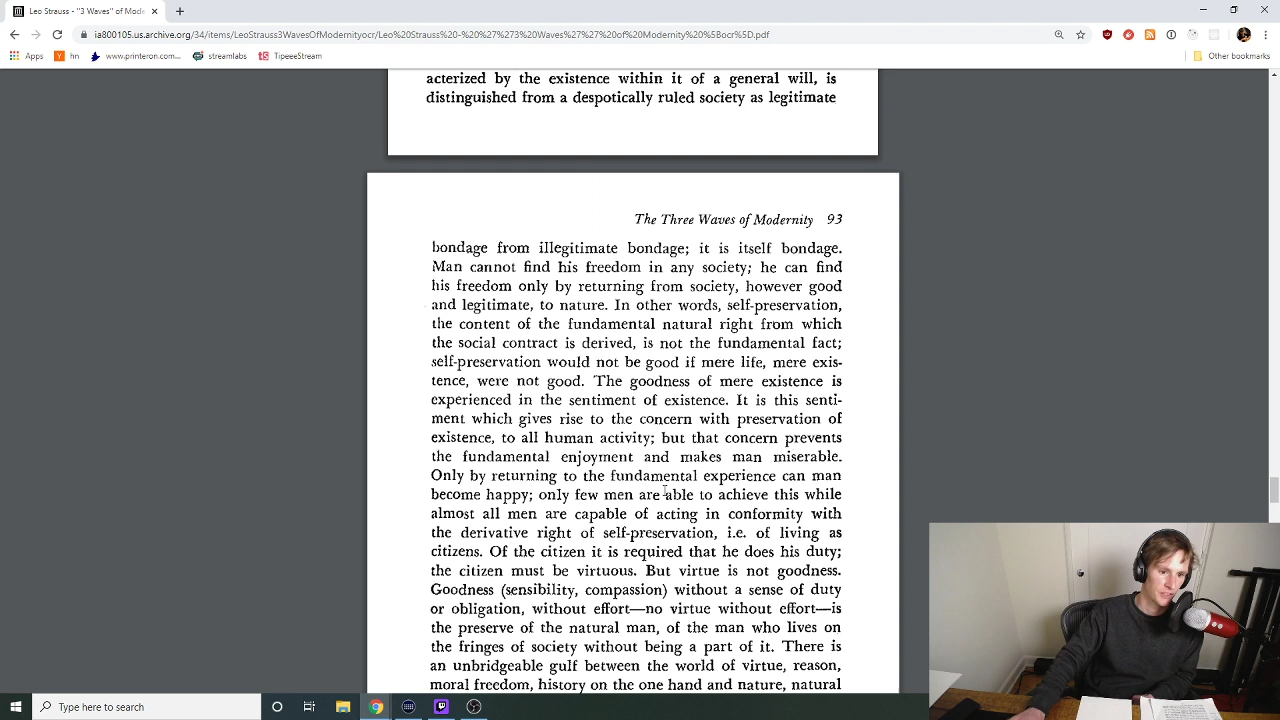 Leo Strauss - "3 Waves" of Mode
ia800105.us.archive.org/34/items/LeoStrauss3WavesOfModernityocr/Leo%20Strauss%20-%20%27%273%20Waves%27%27%20of%20Modernity%20%5Bocr%5D.pdf
Apps
hn
www.printeron.com...
streamlabs
TipeeeStream
Other bookmarks
acterized by the existence within it of a general will, is
distinguished from a despotically ruled society as legitimate
The Three Waves of Modernity 93
bondage from illegitimate bondage; it is itself bondage.
Man cannot find his freedom in any society; he can find
his freedom only by returning from society, however good
and legitimate, to nature. In other words, self-preservation,
the content of the fundamental natural right from which
the social contract is derived, is not the fundamental fact;
self-preservation would not be good if mere life, mere exis-
tence, were not good. The goodness of mere existence is
experienced in the sentiment of existence. It is this senti-
ment which gives rise to the concern with preservation of
existence, to all human activity; but that concern prevents
the fundamental enjoyment and makes man miserable.
Only by returning to the fundamental experience can man
become happy; only few men are able to achieve this while
almost all men are capable of acting in conformity with
the derivative right of self-preservation, i.e. of living as
citizens. Of the citizen it is required that he does his duty;
the citizen must be virtuous. But virtue is not goodness.
Goodness (sensibility, compassion) without a sense of duty
or obligation, without effort—no virtue without effort—is
the preserve of the natural man, of the man who lives on
the fringes of society without being a part of it. There is
an unbridgeable gulf between the world of virtue, reason,
moral freedom, history on the one hand and nature, natural
Type here to search